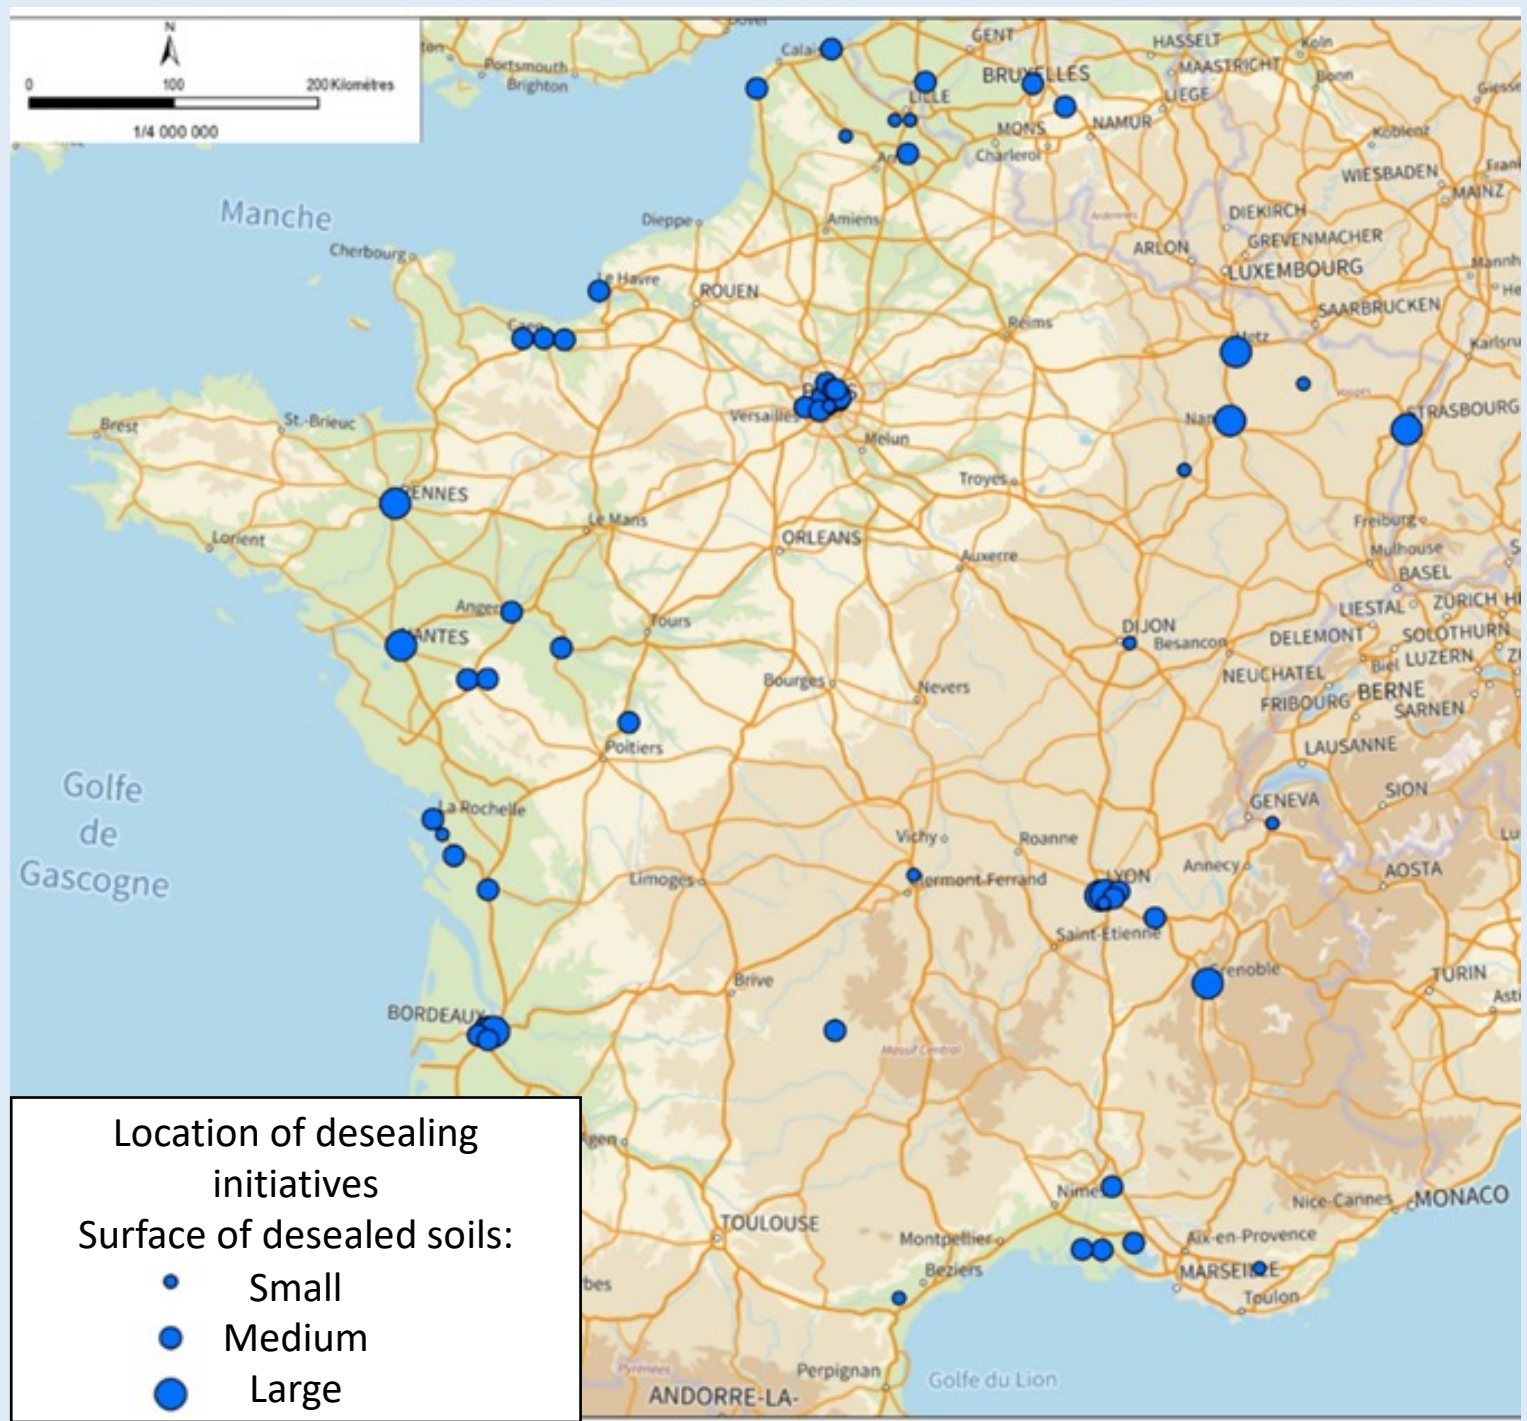 N
0 100 200 Kilomètres
1/4 000 000
Portsmouth
Brighton
Calais
GENT
HASSELT
Koln
MAASTRICHT
BRUXELLES
Bonn
LILLE
LIEGE
MONS
NAMUR
Charleroi
Koblenz
WIESBADEN
MAINZ
Manche
Dieppe
Amiens
Ardennes
DIEKIRCH
GREVENMACHER
ARLON
LUXEMBOURG
Cherbourg
Le Havre
ROUEN
SAARBRUCKEN
Reims
Metz
Vosges
Versailles
STRASBOURG
Brest
St.-Brieuc
Melun
Troyes
RENNES
Le Mans
Lorient
ORLEANS
Freiburg
Auxerre
Mulhouse
BASEL
LIESTAL
ZURICH
Angers
Tours
NANTES
DIJON
Besancon
DELEMONT
SOLOTHURN
Biel
LUZERN
NEUCHATEL
Bourges
Nevers
BERNE
FRIBOURG
SARNEN
Poitiers
LAUSANNE
Golfe
de
Gascogne
La Rochelle
GENEVA
SION
Vichy
Roanne
Annecy
AOSTA
Limoges
Clermont-Ferrand
LYON
Saint-Etienne
Grenoble
TURIN
Brive
BORDEAUX
Massif Central
Location of desealing
initiatives
Surface of desealed soils:
Small
Medium
Large
Nimes
Nice-Cannes
MONACO
TOULOUSE
Montpellier
Aix-en-Provence
Beziers
MARSEILLE
Toulon
Pyrénées
Perpignan
Golfe du Lion
ANDORRE-LA-